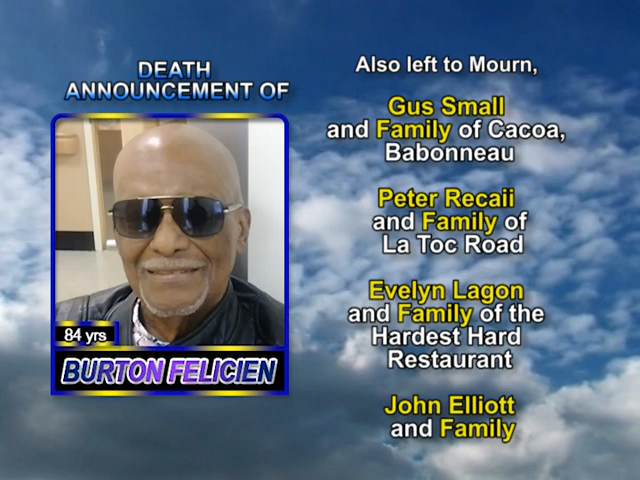 DEATH
ANNOUNCEMENT OF
84 yrs
BURTON FELICIEN
Also left to Mourn,
Gus Small
and Family of Cacoa,
Babonneau
Peter Recaii
and Family of
La Toc Road
Evelyn Lagon
and Family of the
Hardest Hard
Restaurant
John Elliott
and Family